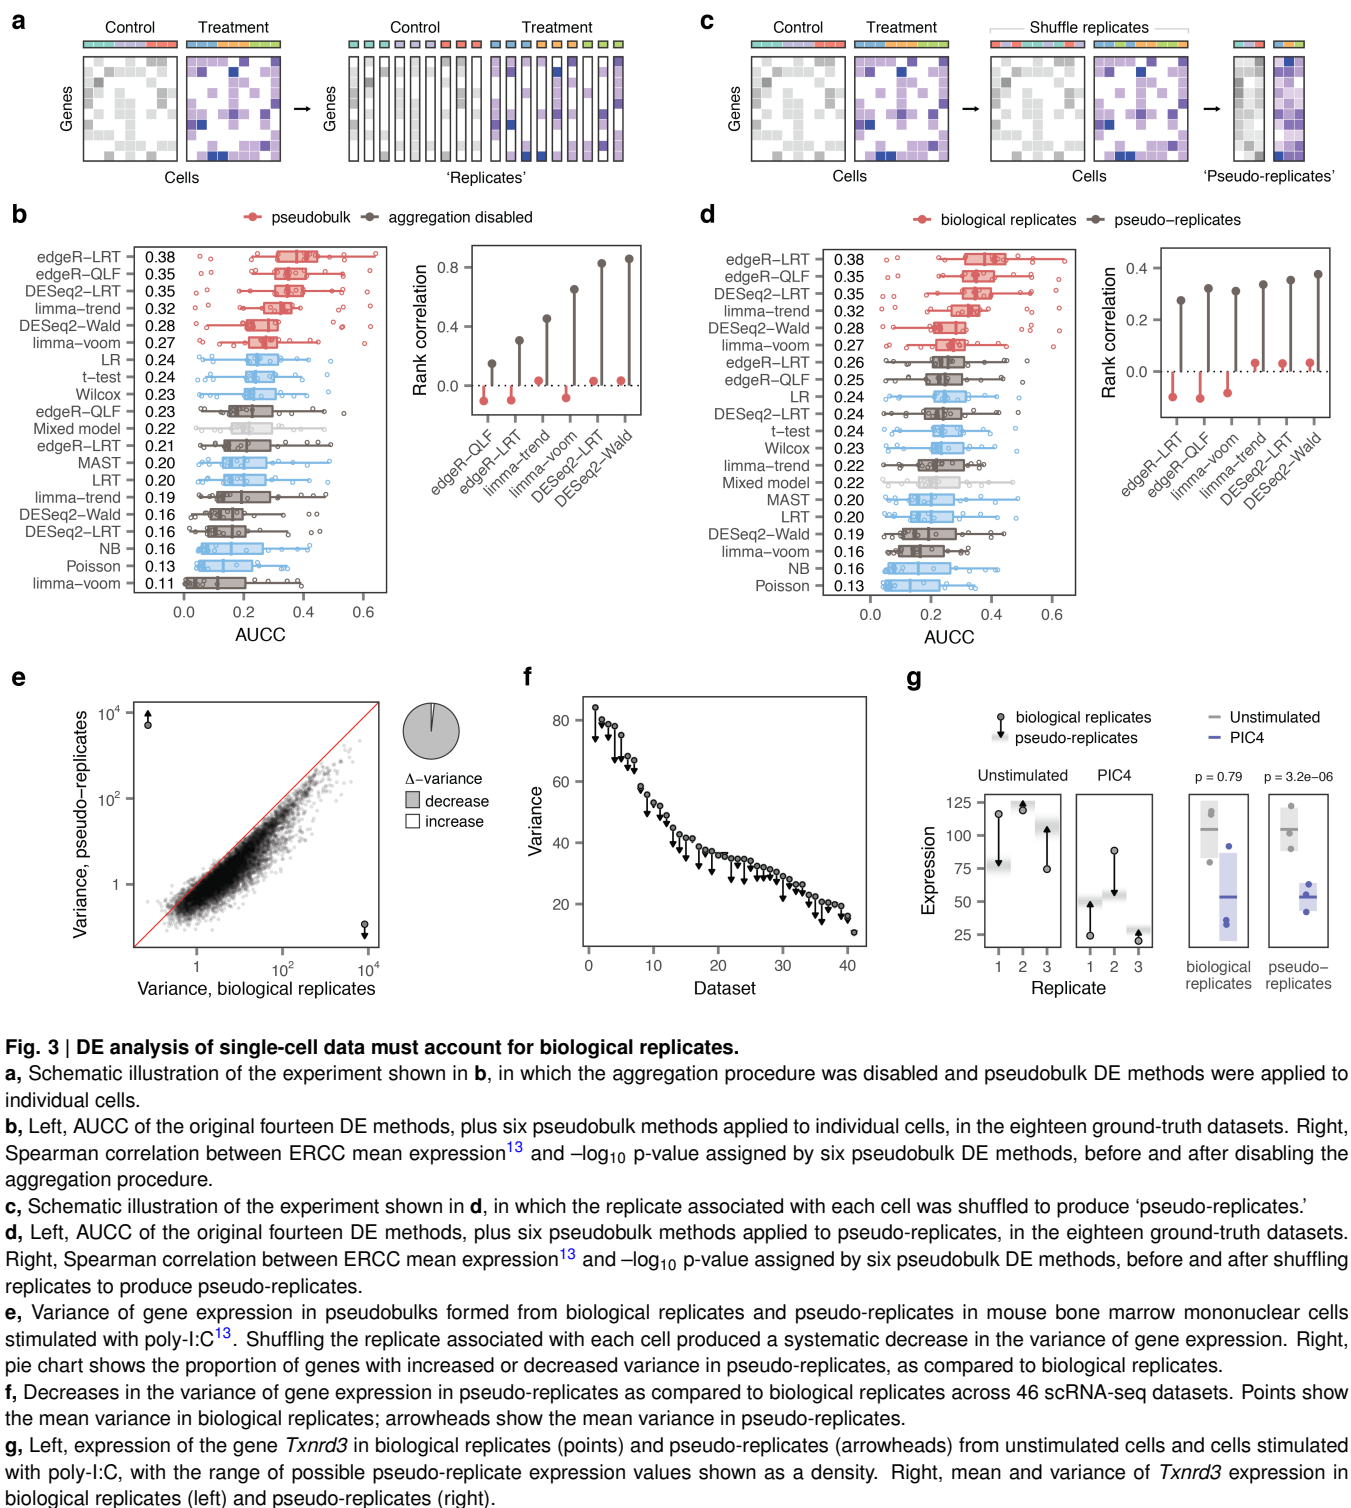 a
Control
Treatment
Control
Treatment
Genes
Genes
Cells
‘Replicates’
c
Control
Treatment
Shuffle replicates
Genes
Cells
Cells
‘Pseudo-replicates’
b
pseudobulk
aggregation disabled
edgeR−LRT 0.38
edgeR−QLF 0.35
DESeq2−LRT 0.35
limma−trend 0.32
DESeq2−Wald 0.28
limma−voom 0.27
LR 0.24
t−test 0.24
Wilcox 0.23
edgeR−QLF 0.23
Mixed model 0.22
edgeR−LRT 0.21
MAST 0.20
LRT 0.20
limma−trend 0.19
DESeq2−Wald 0.16
DESeq2−LRT 0.16
NB 0.16
Poisson 0.13
limma−voom 0.11
0.0 0.2 0.4 0.6
AUCC
Rank correlation
0.8
0.4
0.0
edgeR−QLF
edgeR−LRT
limma−trend
limma−voom
DESeq2−LRT
DESeq2−Wald
d
biological replicates
pseudo−replicates
edgeR−LRT 0.38
edgeR−QLF 0.35
DESeq2−LRT 0.35
limma−trend 0.32
DESeq2−Wald 0.28
limma−voom 0.27
edgeR−LRT 0.26
edgeR−QLF 0.25
LR 0.24
DESeq2−LRT 0.24
t−test 0.24
Wilcox 0.23
limma−trend 0.22
Mixed model 0.22
MAST 0.20
LRT 0.20
DESeq2−Wald 0.19
limma−voom 0.16
NB 0.16
Poisson 0.13
0.0 0.2 0.4 0.6
AUCC
Rank correlation
0.4
0.2
0.0
edgeR−LRT
edgeR−QLF
limma−voom
limma−trend
DESeq2−LRT
DESeq2−Wald
e
Variance, pseudo−replicates
10⁴
10²
1
1 10² 10⁴
Variance, biological replicates
Δ−variance
decrease
increase
f
Variance
80
60
40
20
0 10 20 30 40
Dataset
g
biological replicates
pseudo−replicates
Unstimulated
PIC4
Unstimulated
PIC4
p = 0.79
p = 3.2e−06
Expression
125
100
75
50
25
1 2 3
1 2 3
Replicate
biological
replicates
pseudo−
replicates
Fig. 3 | DE analysis of single-cell data must account for biological replicates.
a, Schematic illustration of the experiment shown in b, in which the aggregation procedure was disabled and pseudobulk DE methods were applied to
individual cells.
b, Left, AUCC of the original fourteen DE methods, plus six pseudobulk methods applied to individual cells, in the eighteen ground-truth datasets. Right,
Spearman correlation between ERCC mean expression¹³ and –log₁₀ p-value assigned by six pseudobulk DE methods, before and after disabling the
aggregation procedure.
c, Schematic illustration of the experiment shown in d, in which the replicate associated with each cell was shuffled to produce ‘pseudo-replicates.’
d, Left, AUCC of the original fourteen DE methods, plus six pseudobulk methods applied to pseudo-replicates, in the eighteen ground-truth datasets.
Right, Spearman correlation between ERCC mean expression¹³ and –log₁₀ p-value assigned by six pseudobulk DE methods, before and after shuffling
replicates to produce pseudo-replicates.
e, Variance of gene expression in pseudobulks formed from biological replicates and pseudo-replicates in mouse bone marrow mononuclear cells
stimulated with poly-I:C¹³. Shuffling the replicate associated with each cell produced a systematic decrease in the variance of gene expression. Right,
pie chart shows the proportion of genes with increased or decreased variance in pseudo-replicates, as compared to biological replicates.
f, Decreases in the variance of gene expression in pseudo-replicates as compared to biological replicates across 46 scRNA-seq datasets. Points show
the mean variance in biological replicates; arrowheads show the mean variance in pseudo-replicates.
g, Left, expression of the gene Txnrd3 in biological replicates (points) and pseudo-replicates (arrowheads) from unstimulated cells and cells stimulated
with poly-I:C, with the range of possible pseudo-replicate expression values shown as a density. Right, mean and variance of Txnrd3 expression in
biological replicates (left) and pseudo-replicates (right).